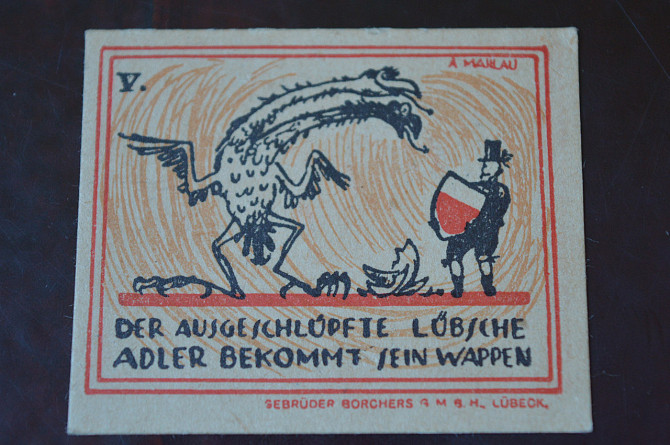 V.
A MAHLAU
DER AUSGESCHLÜPFTE LÜBSCHE
ADLER BEKOMMT SEIN WAPPEN
GEBRÜDER BORCHERS G M B.H., LÜBECK.